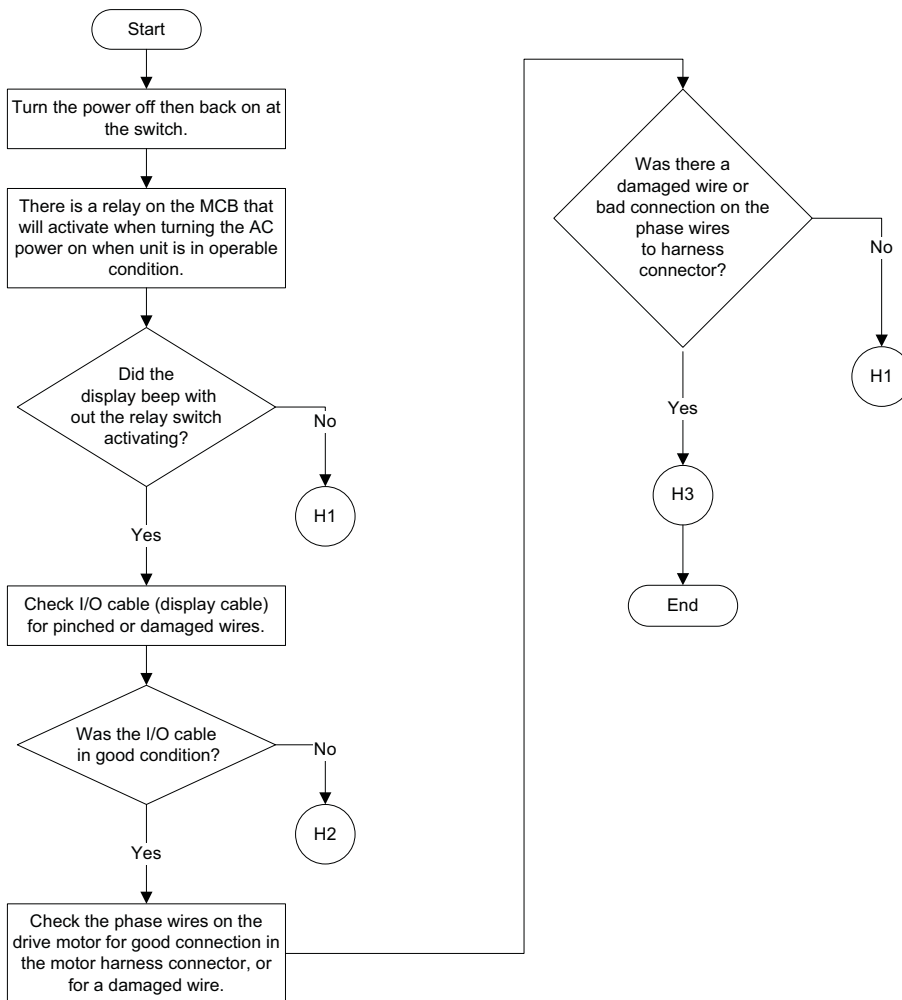 Start
Turn the power off then back on at
the switch.
There is a relay on the MCB that
will activate when turning the AC
power on when unit is in operable
condition.
Did the
display beep with
out the relay switch
activating?
No
H1
Yes
Check I/O cable (display cable)
for pinched or damaged wires.
Was the I/O cable
in good condition?
No
H2
Yes
Check the phase wires on the
drive motor for good connection in
the motor harness connector, or
for a damaged wire.
Was there a
damaged wire or
bad connection on the
phase wires
to harness
connector?
No
H1
Yes
H3
End